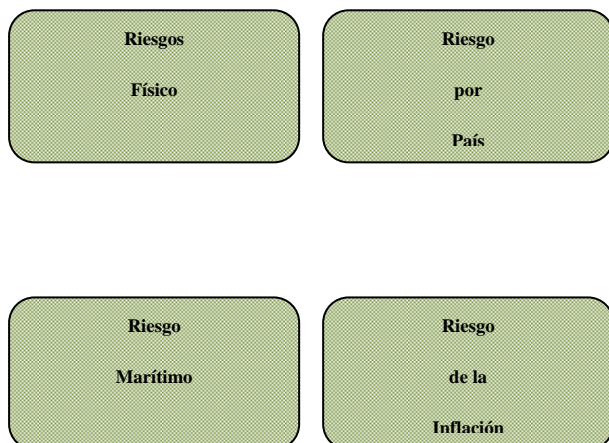 Riesgos
Físico
Riesgo
por
País
Riesgo
Marítimo
Riesgo
de la
Inflación